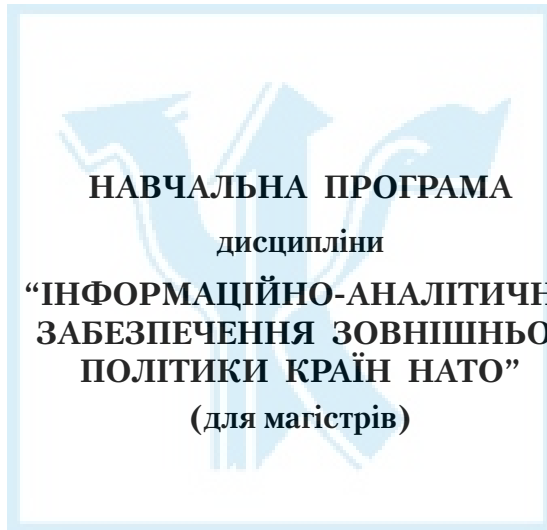 НАВЧАЛЬНА ПРОГРАМА
дисципліни
“ІНФОРМАЦІЙНО-АНАЛІТИЧН
ЗАБЕЗПЕЧЕННЯ ЗОВНІШНЬО
ПОЛІТИКИ КРАЇН НАТО”
(для магістрів)